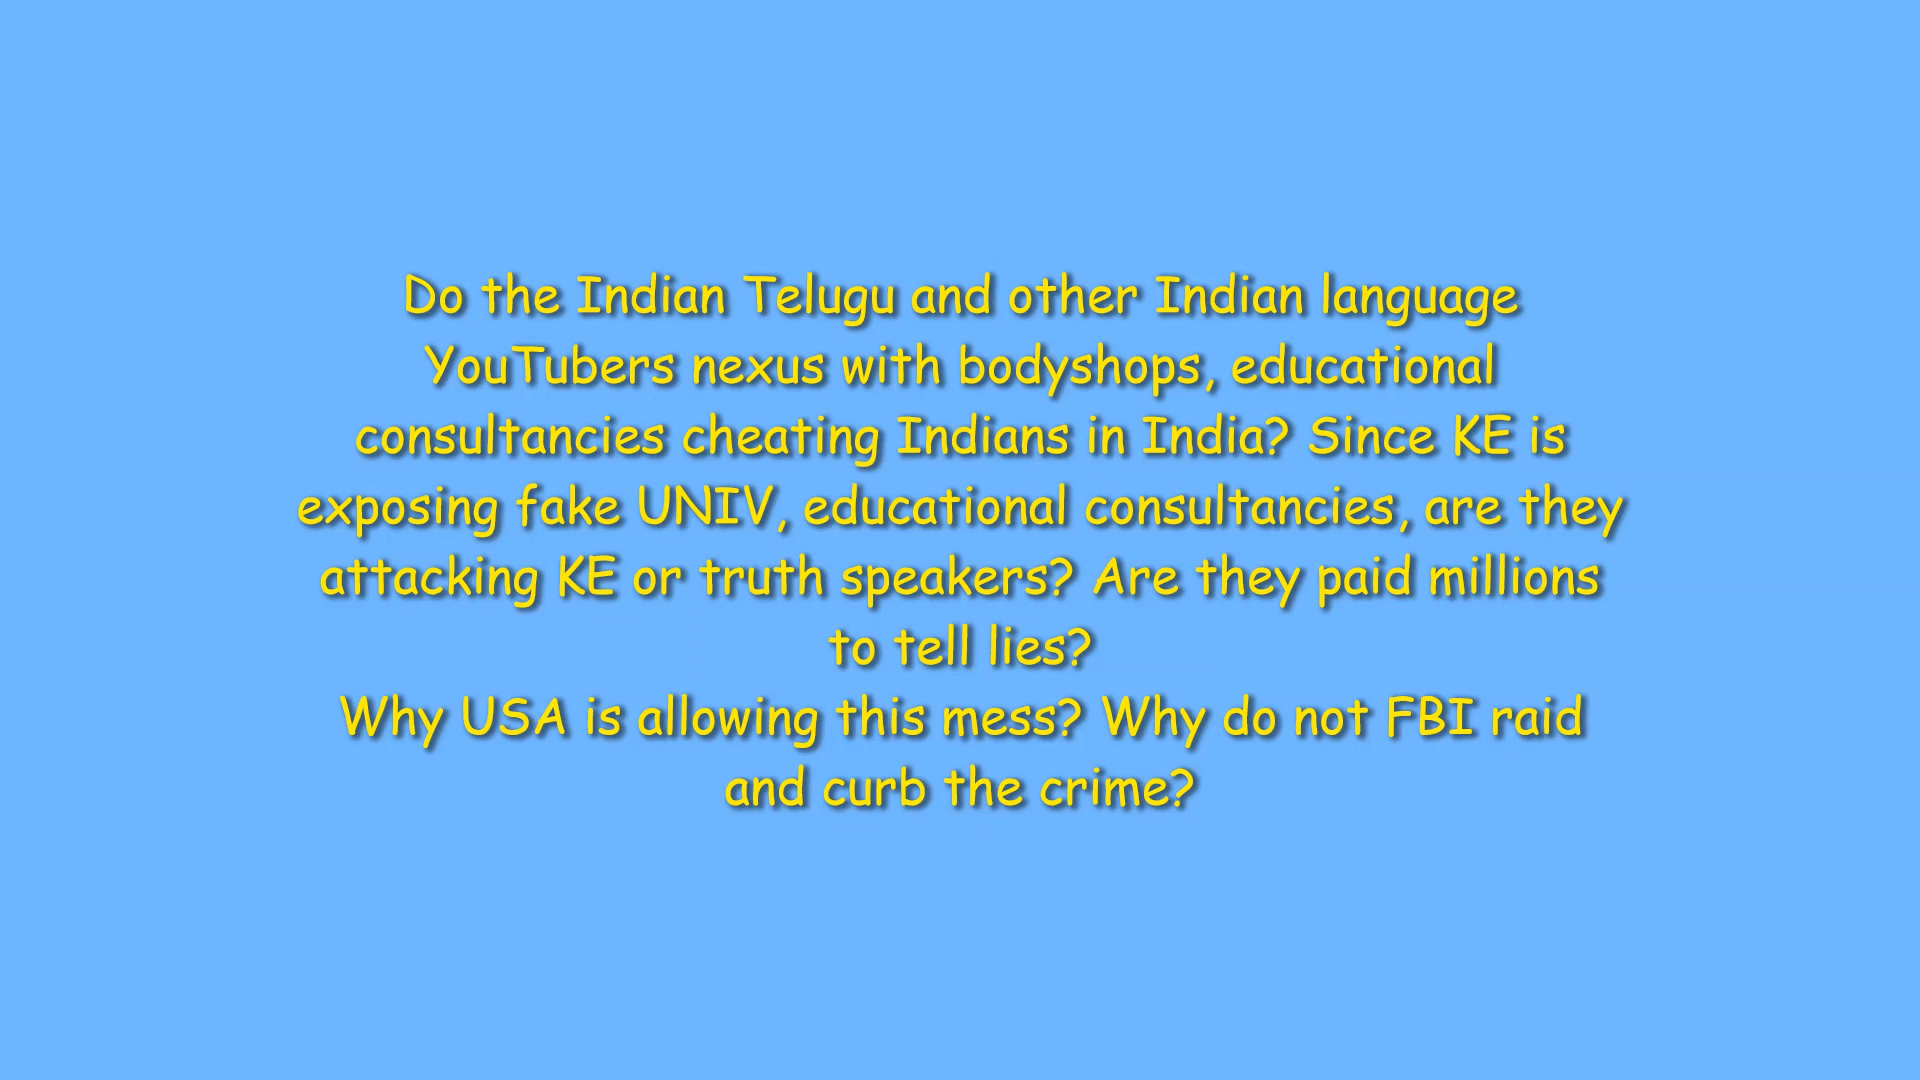 Do the Indian Telugu and other Indian language
YouTubers nexus with bodyshops, educational
consultancies cheating Indians in India? Since KE is
exposing fake UNIV, educational consultancies, are they
attacking KE or truth speakers? Are they paid millions
to tell lies?
Why USA is allowing this mess? Why do not FBI raid
and curb the crime?